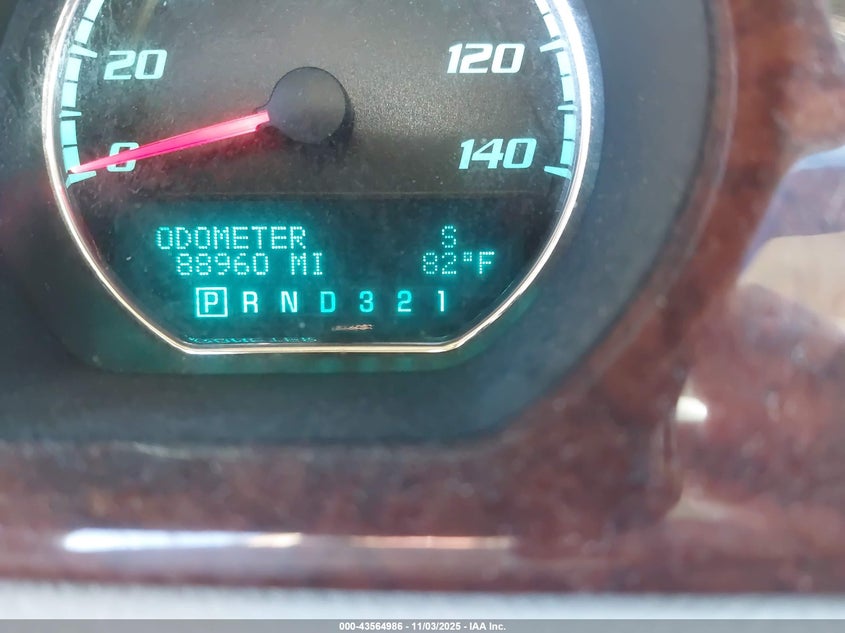 20 120
0 140
ODOMETER S
88960 MI 82°F
P R N D 3 2 1
000-43564986 - 11/03/2025 - IAA Inc.